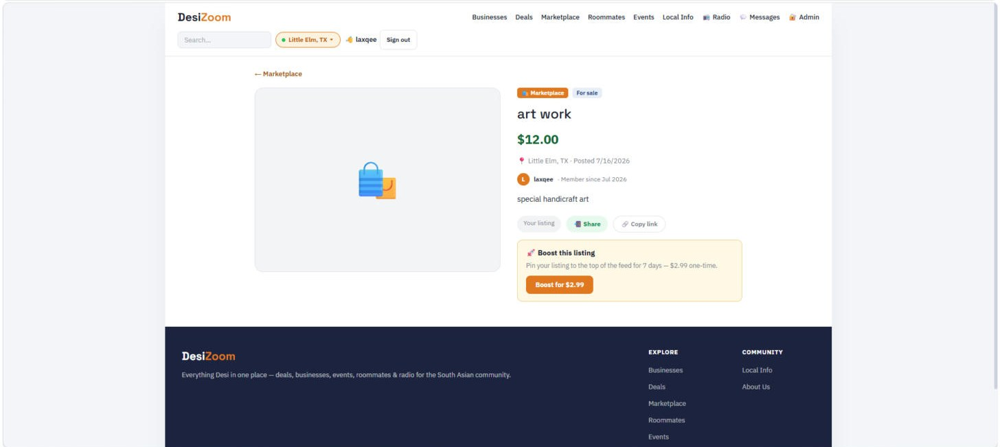 DesiZoom
Businesses Deals Marketplace Roommates Events Local Info Radio Messages Admin
Search... Little Elm, TX laxqee Sign out
← Marketplace
Marketplace For sale
art work
$12.00
Little Elm, TX · Posted 7/16/2026
L laxqee · Member since Jul 2026
special handicraft art
Your listing Share Copy link
Boost this listing
Pin your listing to the top of the feed for 7 days — $2.99 one-time.
Boost for $2.99
DesiZoom
Everything Desi in one place — deals, businesses, events, roommates & radio for the South Asian community.
EXPLORE
Businesses
Deals
Marketplace
Roommates
Events
COMMUNITY
Local Info
About Us